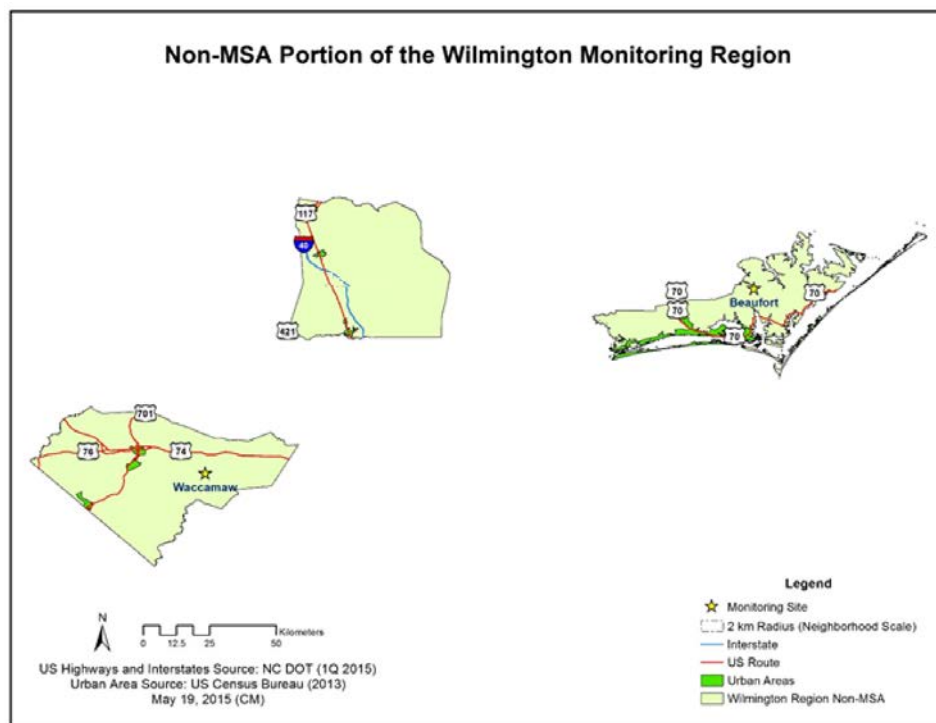 Non-MSA Portion of the Wilmington Monitoring Region
117
40
421
70
70
70
70
Beaufort
701
76
74
Waccamaw
N
Kilometers
0 12.5 25 50
US Highways and Interstates Source: NC DOT (1Q 2015)
Urban Area Source: US Census Bureau (2013)
May 19, 2015 (CM)
Legend
Monitoring Site
2 km Radius (Neighborhood Scale)
Interstate
US Route
Urban Areas
Wilmington Region Non-MSA